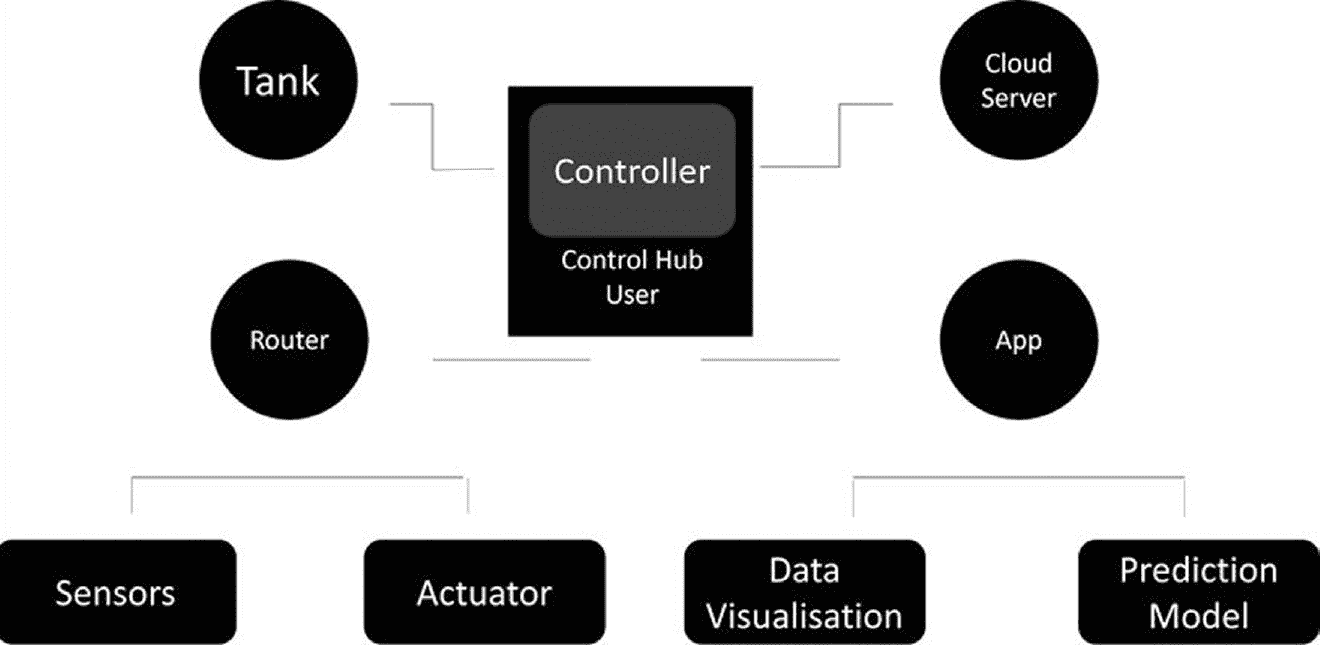 Tank
Cloud
Server
Controller
Control Hub
User
Router
App
Sensors
Actuator
Data
Visualisation
Prediction
Model